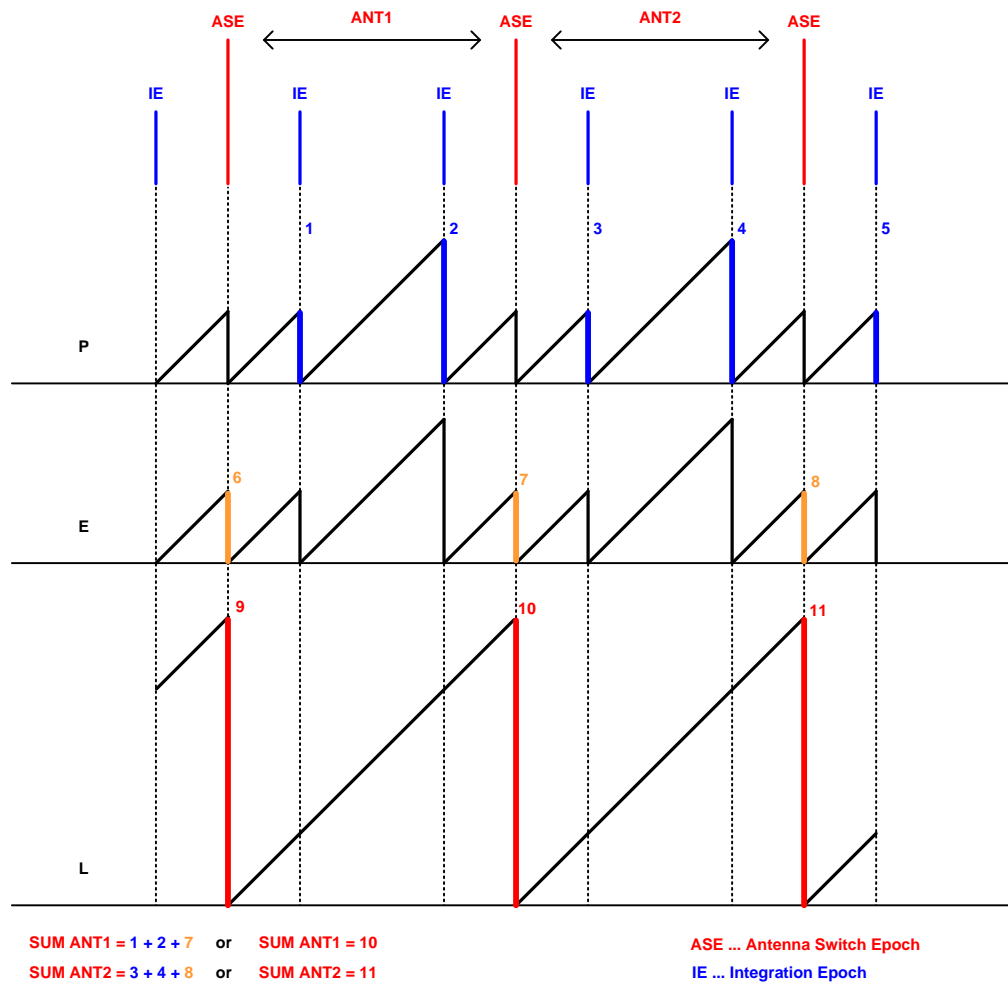 ASE ANT1 ASE ANT2 ASE
IE IE IE IE IE IE
1 2 3 4 5
P
6 7 8
E
9 10 11
L
SUM ANT1 = 1 + 2 + 7 or SUM ANT1 = 10
SUM ANT2 = 3 + 4 + 8 or SUM ANT2 = 11
ASE ... Antenna Switch Epoch
IE ... Integration Epoch